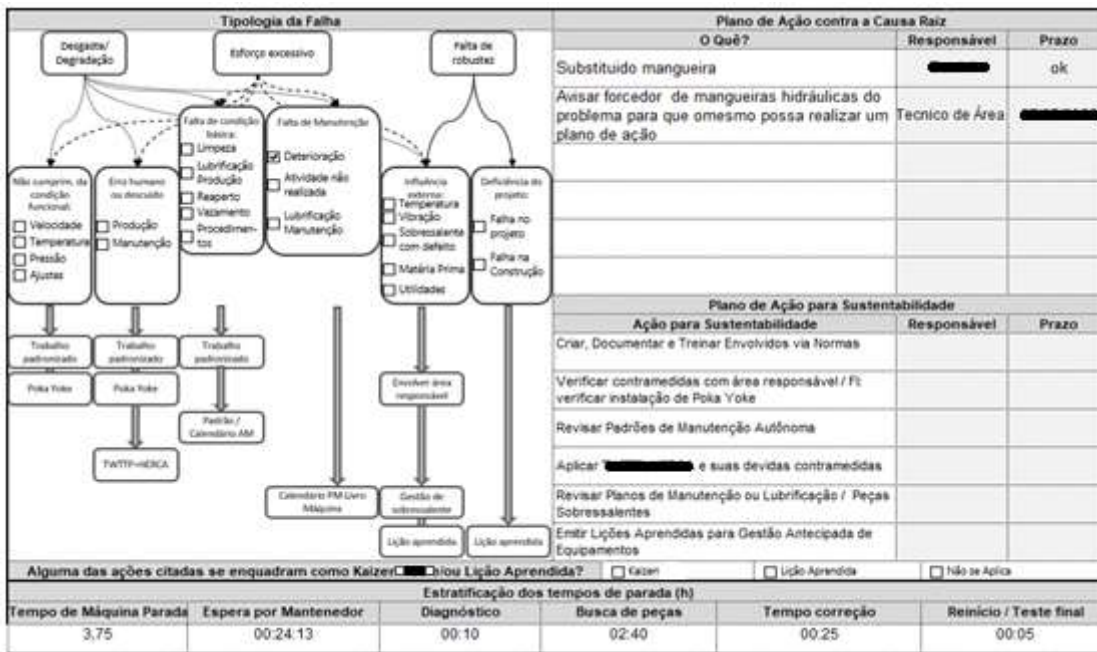 Tipologia da Falha
Desgaste/
Degradação
Esforço excessivo
Falta de
robustes
Falta de condição
básica:
Limpeza
Lubrificação
Produção
Reaperto
Vazamento
Procedimen-
tos
Falta de Manutenção
Deterioração
Atividade não
realizada
Lubrificação
Manutenção
Não cumprim. da
condição
funcional:
Velocidade
Temperatura
Pressão
Ajustes
Erro humano
ou descuido
Produção
Manutenção
Influência
externa:
Temperatura
Vibração
Sobressalente
com defeito
Matária Prima
Utilidades
Deficiência do
projeto:
Falha no
projeto
Falha na
Construção
Trabalho
padronizado
Trabalho
padronizado
Trabalho
padronizado
Poka Yoke
Poka Yoke
Padrão /
Calendário AM
TWTTP+HERCA
Envolver área
responsável
Calendário PM Livro
Máquina
Gestão de
sobressalente
Lição aprendida
Lição aprendida
Plano de Ação contra a Causa Raiz
O Quê? Responsável Prazo
Substituido mangueira ok
Avisar forcedor de mangueiras hidráulicas do
problema para que omesmo possa realizar um
plano de ação
Tecnico de Área
Plano de Ação para Sustentabilidade
Ação para Sustentabilidade Responsável Prazo
Criar, Documentar e Treinar Envolvidos via Normas
Verificar contramedidas com área responsável / FI:
verificar instalação de Poka Yoke
Revisar Padrões de Manutenção Autônoma
Aplicar e suas devidas contramedidas
Revisar Planos de Manutenção ou Lubrificação / Peças
Sobressalentes
Emitir Lições Aprendidas para Gestão Antecipada de
Equipamentos
Alguma das ações citadas se enquadram como Kaizen e/ou Lição Aprendida? Kaizen Lição Aprendida Não se Aplica
Estratificação dos tempos de parada (h)
Tempo de Máquina Parada Espera por Mantenedor Diagnóstico Busca de peças Tempo correção Reinício / Teste final
3,75 00:24:13 00:10 02:40 00:25 00:05